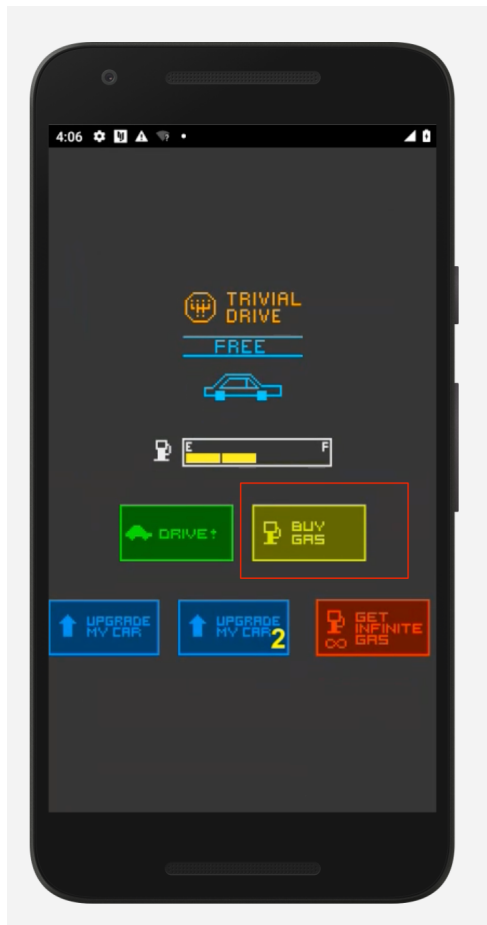 4:06
TRIVIAL
DRIVE
FREE
E F
DRIVE!
BUY
GAS
UPGRADE
MY CAR
UPGRADE
MY CAR 2
GET
INFINITE
GAS